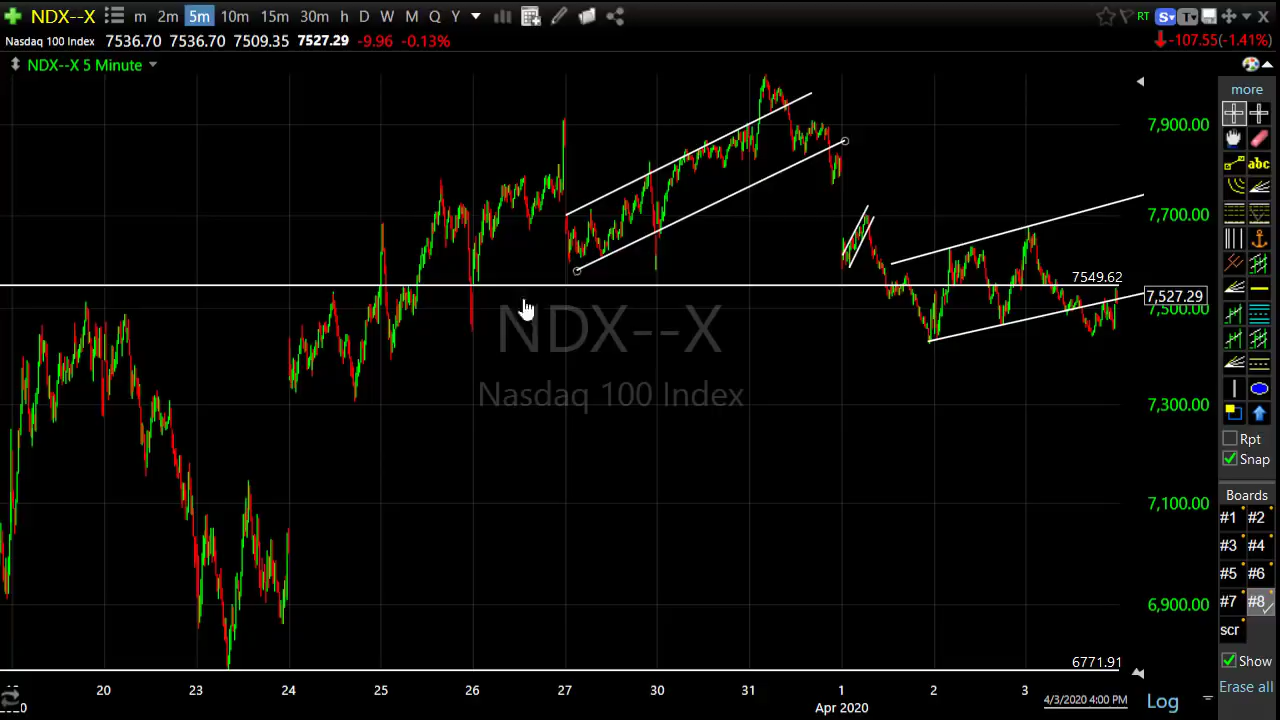 NDX--X m 2m 5m 10m 15m 30m h D W M Q Y RT S T X
Nasdaq 100 Index 7536.70 7536.70 7509.35 7527.29 -9.96 -0.13% -107.55(-1.41%)
NDX--X 5 Minute
more
7,900.00
abc
7,700.00
7549.62
7,527.29
7,500.00
NDX--X
Nasdaq 100 Index
7,300.00
Rpt
Snap
Boards
7,100.00
#1 #2
#3 #4
#5 #6
6,900.00
#7 #8
scr
6771.91
Show
20 23 24 25 26 27 30 31 1 2 3
Erase all
Apr 2020
4/3/2020 4:00 PM
Log